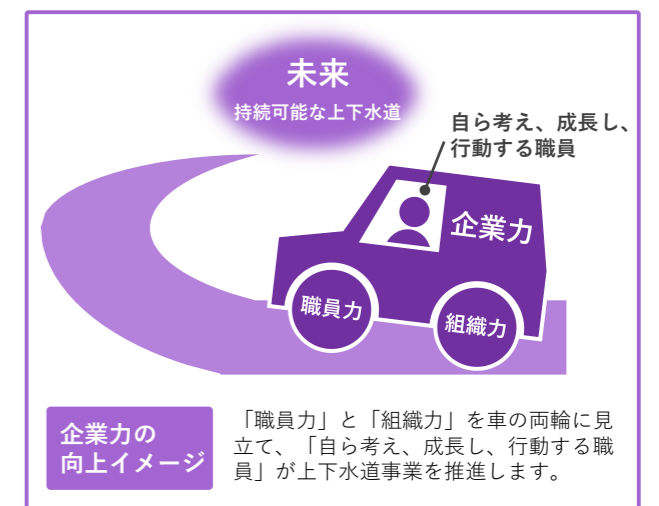 未来
持続可能な上下水道
自ら考え、成長し、
行動する職員
企業力
職員力
組織力
企業力の
向上イメージ
「職員力」と「組織力」を車の両輪に見
立て、「自ら考え、成長し、行動する職
員」が上下水道事業を推進します。